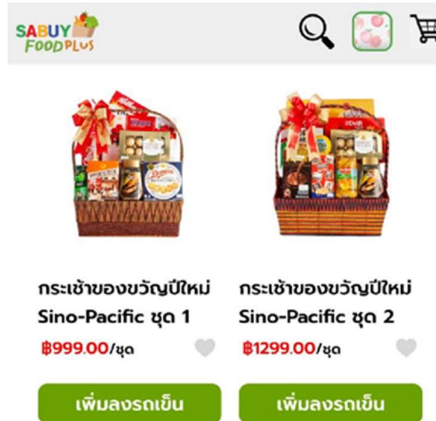 SABUY
FOODPLUS
กระเช้าของขวัญปีใหม่
Sino-Pacific ชุด 1
฿999.00/ชุด
เพิ่มลงรถเข็น
กระเช้าของขวัญปีใหม่
Sino-Pacific ชุด 2
฿1299.00/ชุด
เพิ่มลงรถเข็น